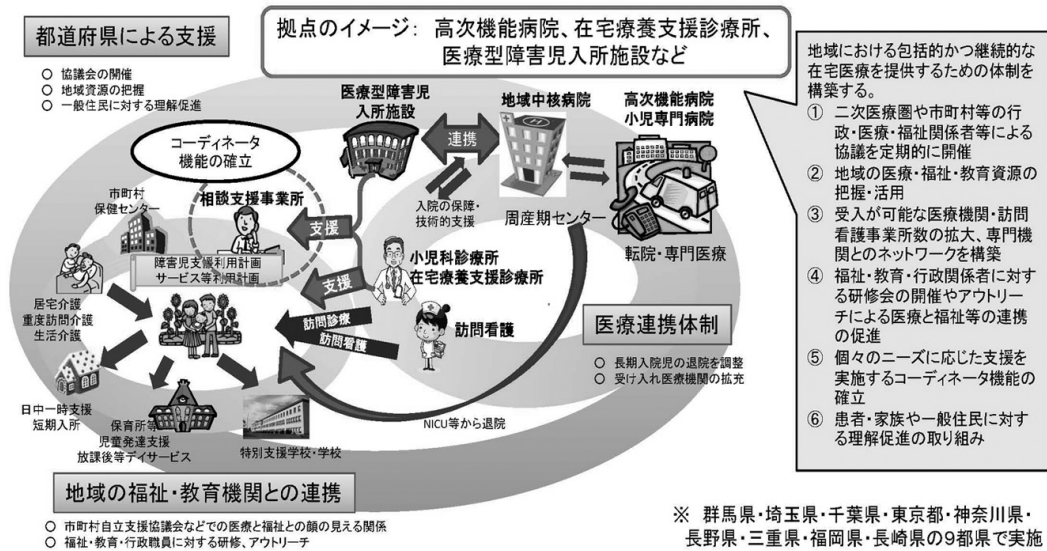 都道府県による支援
○ 協議会の開催
○ 地域資源の把握
○ 一般住民に対する理解促進
拠点のイメージ： 高次機能病院、在宅療養支援診療所、
医療型障害児入所施設など
コーディネータ
機能の確立
医療型障害児
入所施設
連携
地域中核病院
高次機能病院
小児専門病院
市町村
保健センター
相談支援事業所
入院の保障・
技術的支援
周産期センター
転院・専門医療
支援
障害児支援利用計画
サービス等利用計画
支援
小児科診療所
在宅療養支援診療所
居宅介護
重度訪問介護
生活介護
訪問診療
訪問看護
訪問看護
医療連携体制
○ 長期入院児の退院を調整
○ 受け入れ医療機関の拡充
日中一時支援
短期入所
保育所等
児童発達支援
放課後等デイサービス
特別支援学校・学校
NICU等から退院
地域の福祉・教育機関との連携
○ 市町村自立支援協議会などでの医療と福祉との顔の見える関係
○ 福祉・教育・行政職員に対する研修、アウトリーチ
地域における包括的かつ継続的な
在宅医療を提供するための体制を
構築する。
① 二次医療圏や市町村等の行
政・医療・福祉関係者等による
協議を定期的に開催
② 地域の医療・福祉・教育資源の
把握・活用
③ 受入が可能な医療機関・訪問
看護事業所数の拡大、専門機
関とのネットワークを構築
④ 福祉・教育・行政関係者に対す
る研修会の開催やアウトリー
チによる医療と福祉等の連携
の促進
⑤ 個々のニーズに応じた支援を
実施するコーディネータ機能の
確立
⑥ 患者・家族や一般住民に対す
る理解促進の取り組み
※ 群馬県・埼玉県・千葉県・東京都・神奈川県・
長野県・三重県・福岡県・長崎県の9都県で実施